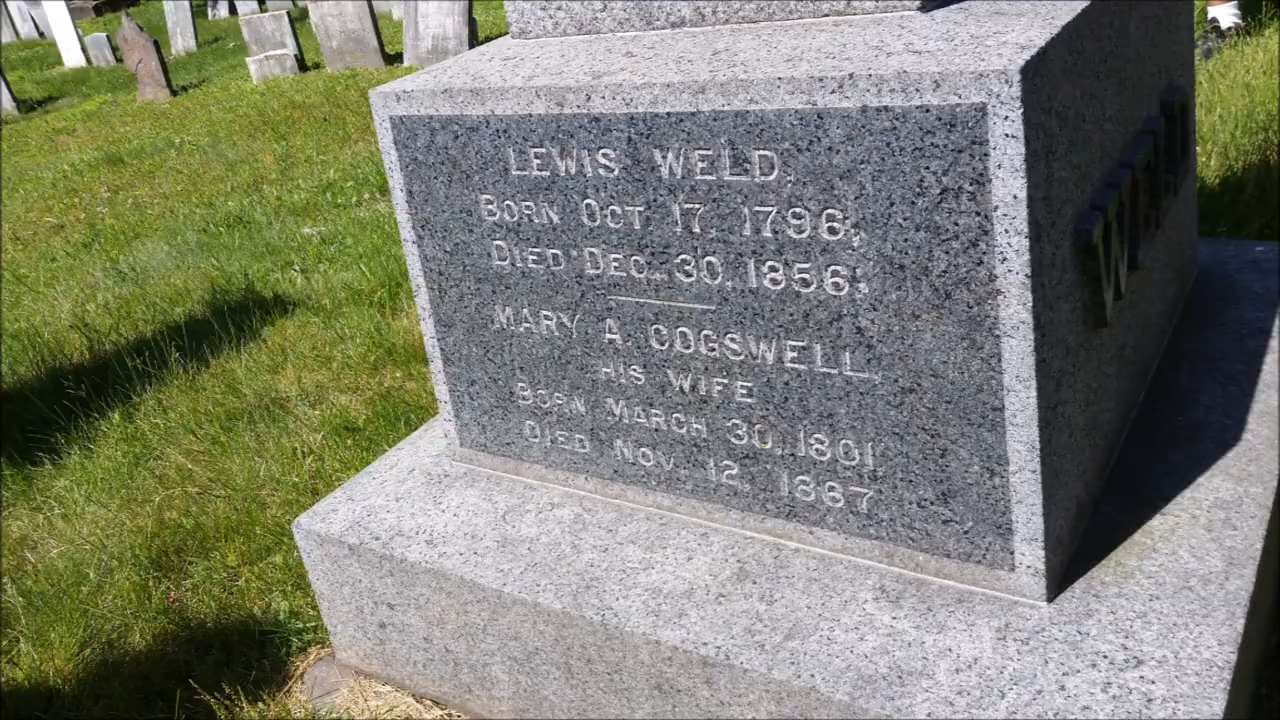 LEWIS WELD,
BORN OCT 17, 1796,
DIED DEC. 30, 1856.
MARY A COGSWELL,
HIS WIFE
BORN MARCH 30, 1801,
DIED NOV. 12, 1867
WELD